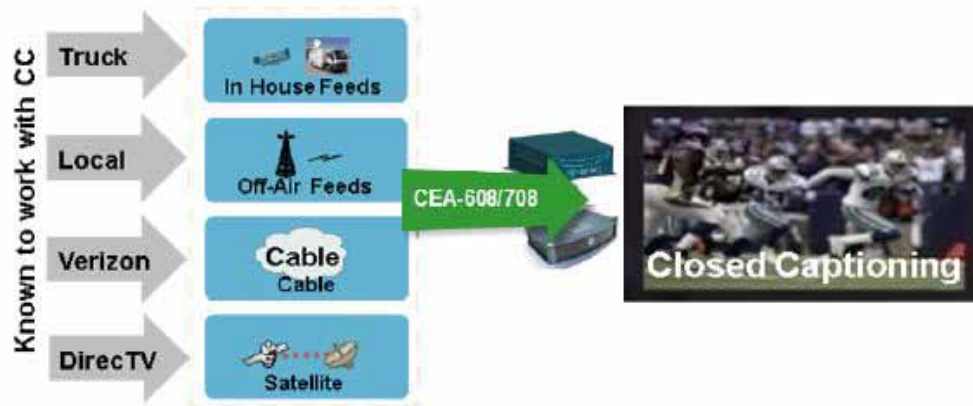 Known to work with CC
Truck
In House Feeds
Local
Off-Air Feeds
Verizon
Cable
Cable
DirecTV
Satellite
CEA-608/708
Closed Captioning